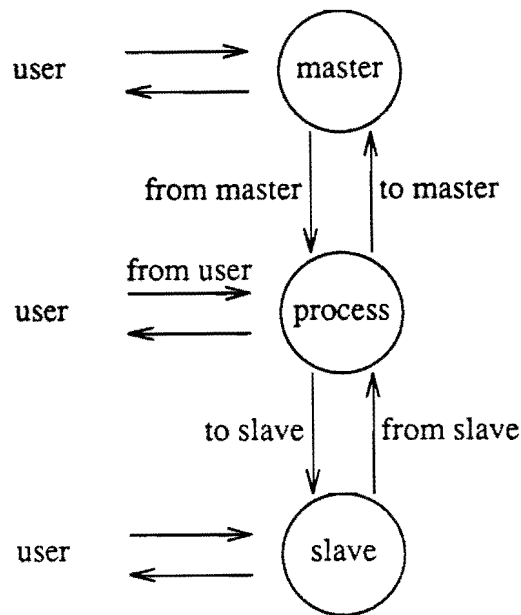 user
master
from master
to master
from user
user
process
to slave
from slave
user
slave